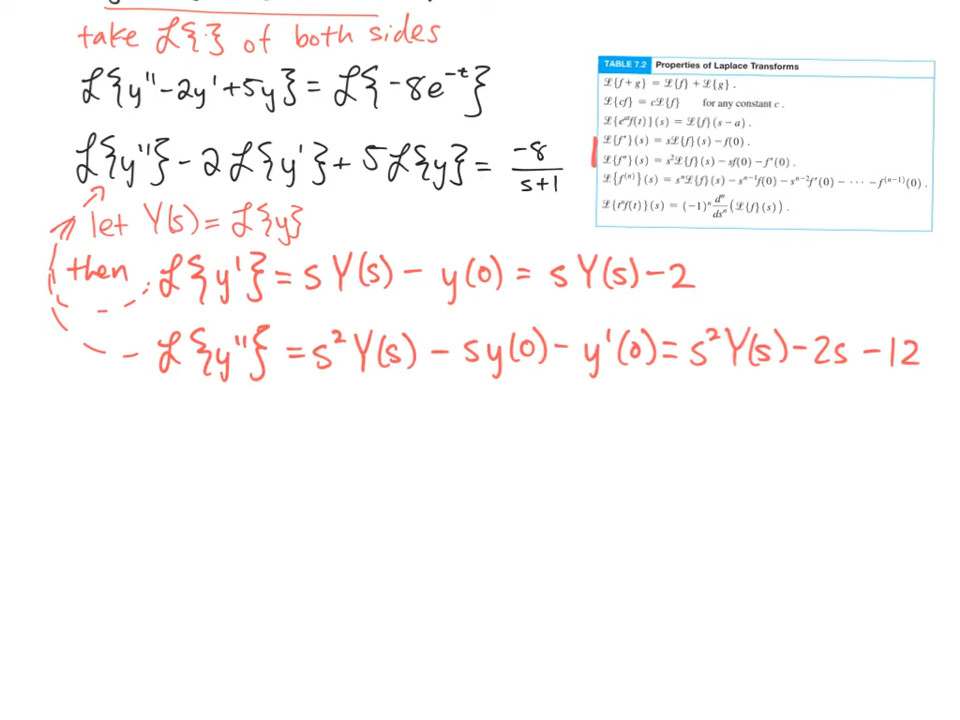 take ℒ{·} of both sides
ℒ{y'' - 2y' + 5y} = ℒ{-8e^{-t}}
ℒ{y''} - 2ℒ{y'} + 5ℒ{y} = -8/(s+1)
let Y(s) = ℒ{y}
then ℒ{y'} = sY(s) - y(0) = sY(s) - 2
ℒ{y''} = s²Y(s) - sy(0) - y'(0) = s²Y(s) - 2s - 12
TABLE 7.2 Properties of Laplace Transforms
ℒ{f + g} = ℒ{f} + ℒ{g} .
ℒ{cf} = cℒ{f} for any constant c .
ℒ{e^{at}f(t)}(s) = ℒ{f}(s - a) .
ℒ{f'}(s) = sℒ{f}(s) - f(0) .
ℒ{f''}(s) = s²ℒ{f}(s) - sf(0) - f'(0) .
ℒ{f^{(n)}}(s) = s^nℒ{f}(s) - s^{n-1}f(0) - s^{n-2}f'(0) - ⋯ - f^{(n-1)}(0) .
ℒ{t^n f(t)}(s) = (-1)^n d^n/ds^n (ℒ{f}(s)) .